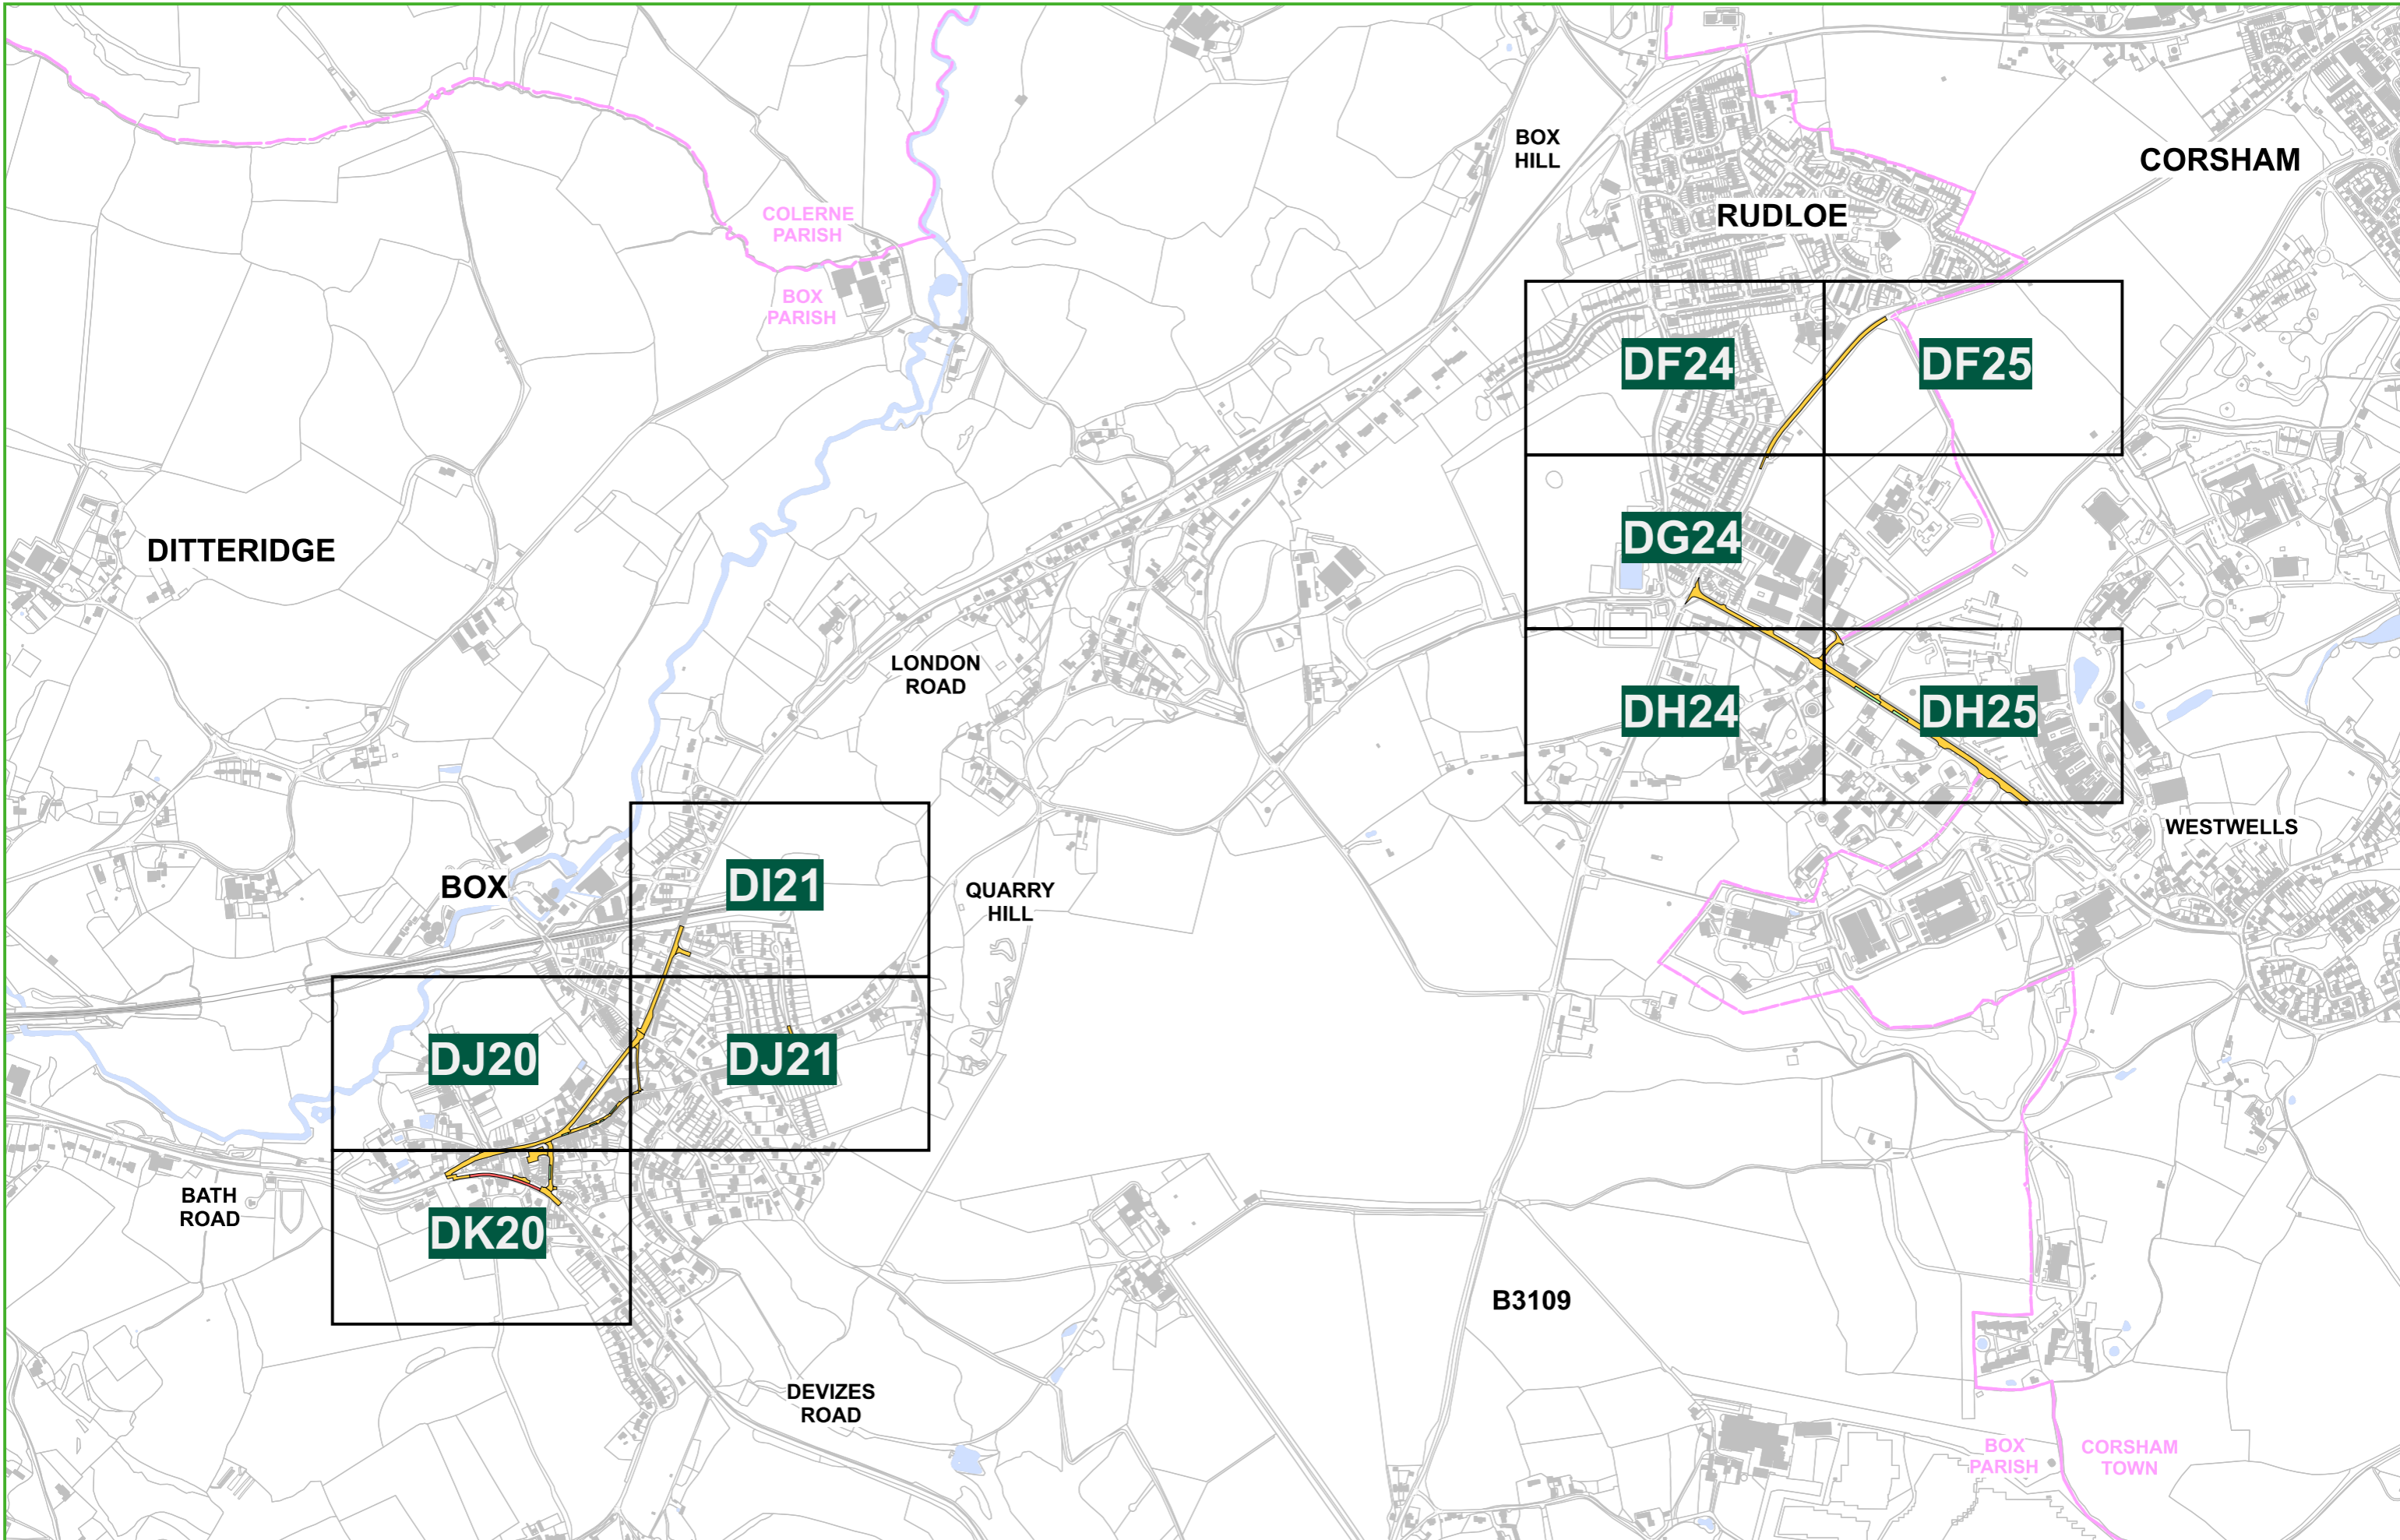 BOX
HILL
CORSHAM
COLERNE
PARISH
RUDLOE
BOX
PARISH
DF24
DF25
DITTERIDGE
DG24
LONDON
ROAD
DH24
DH25
WESTWELLS
BOX
DI21
QUARRY
HILL
DJ20
DJ21
BATH
ROAD
DK20
B3109
DEVIZES
ROAD
BOX
PARISH
CORSHAM
TOWN